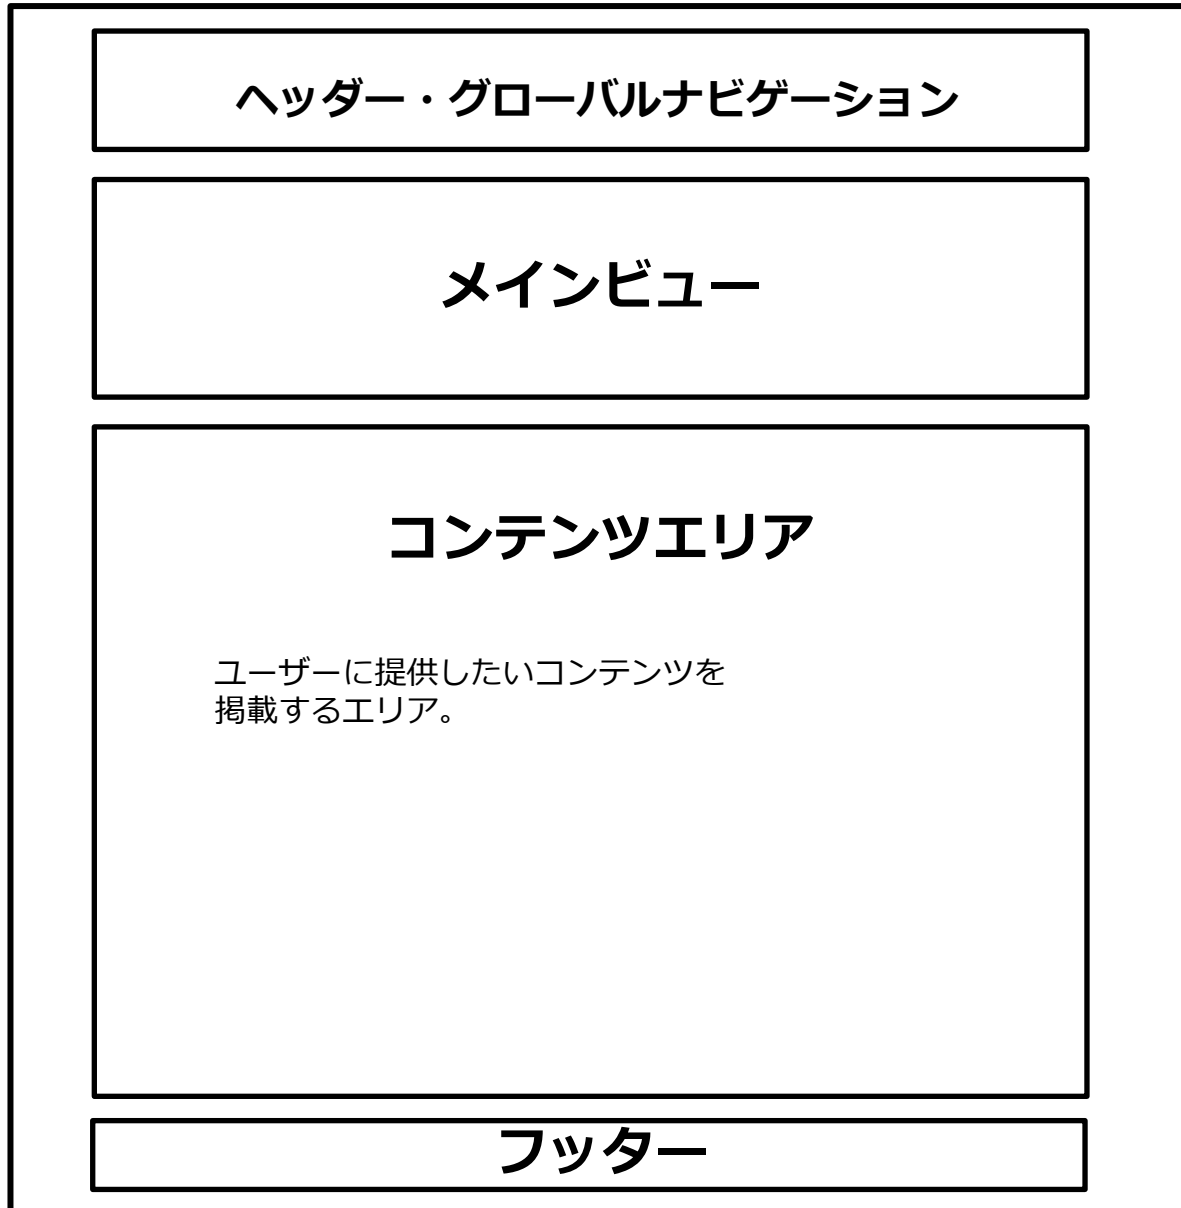 ヘッダー・グローバルナビゲーション
メインビュー
コンテンツエリア
ユーザーに提供したいコンテンツを
掲載するエリア。
フッター